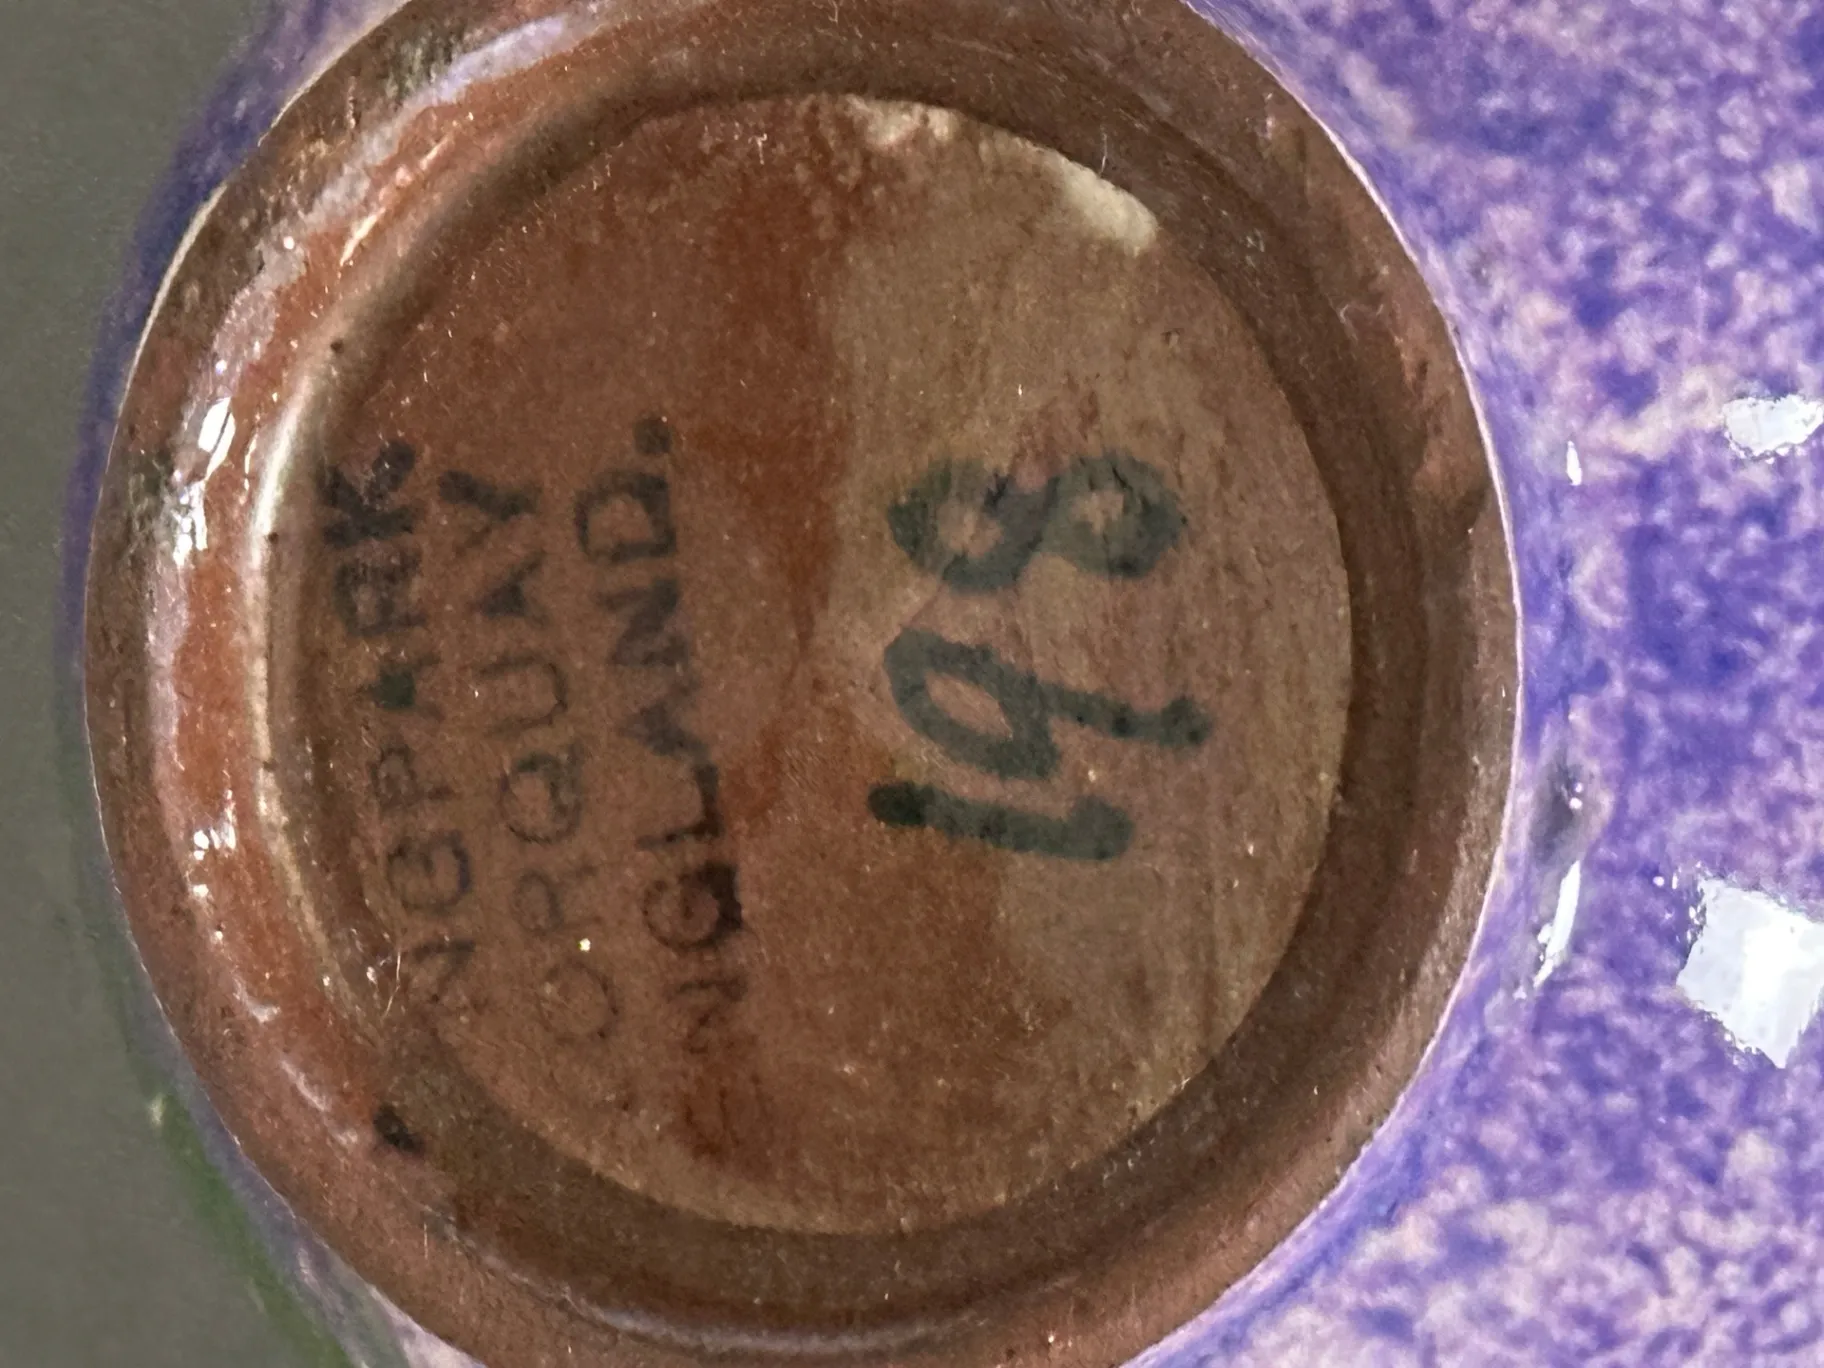 NGPARK.
ORQUAY
NGLAND.
198